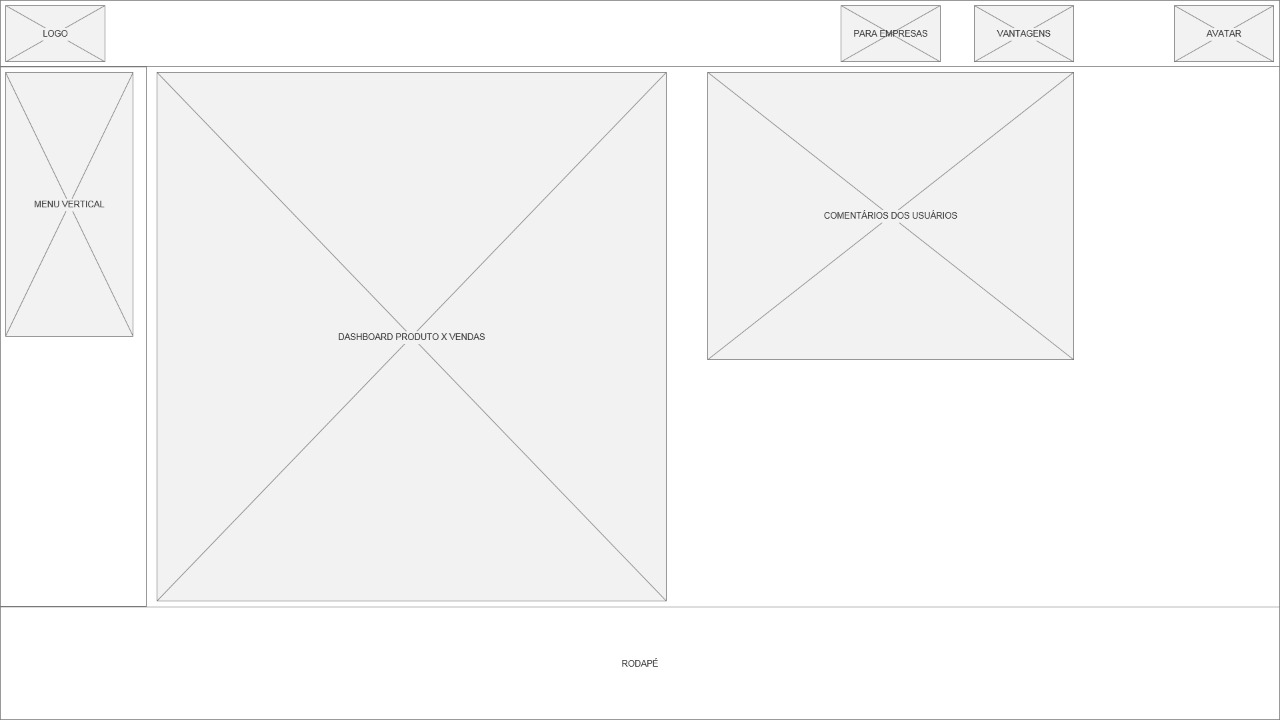 LOGO
PARA EMPRESAS
VANTAGENS
AVATAR
MENU VERTICAL
DASHBOARD PRODUTO X VENDAS
COMENTÁRIOS DOS USUÁRIOS
RODAPÉ